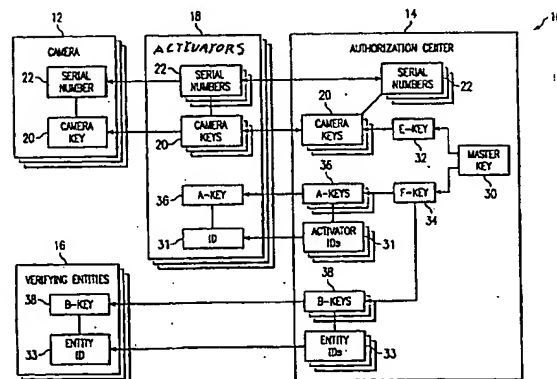 12
18
14
10
CAMERA
ACTUATORS
AUTHORIZATION CENTER
22
SERIAL
NUMBER
22
SERIAL
NUMBERS
SERIAL
NUMBERS
22
20
CAMERA
KEY
20
CAMERA
KEYS
20
CAMERA
KEYS
E-KEY
32
MASTER
KEY
30
36
A-KEY
36
A-KEYS
F-KEY
34
31
ID
ACTIVATOR
IDs
31
16
VERIFYING ENTITIES
38
B-KEY
38
B-KEYS
33
ENTITY
ID
ENTITY
IDs
33